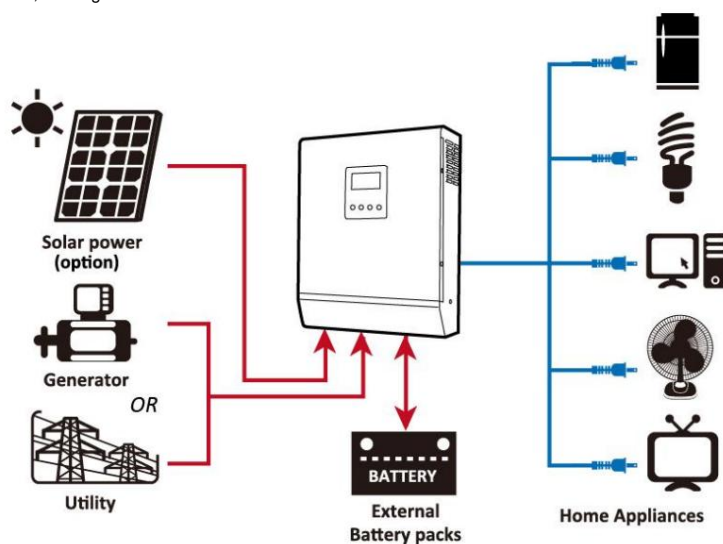 Solar power
(option)
Generator
OR
Utility
BATTERY
External
Battery packs
Home Appliances